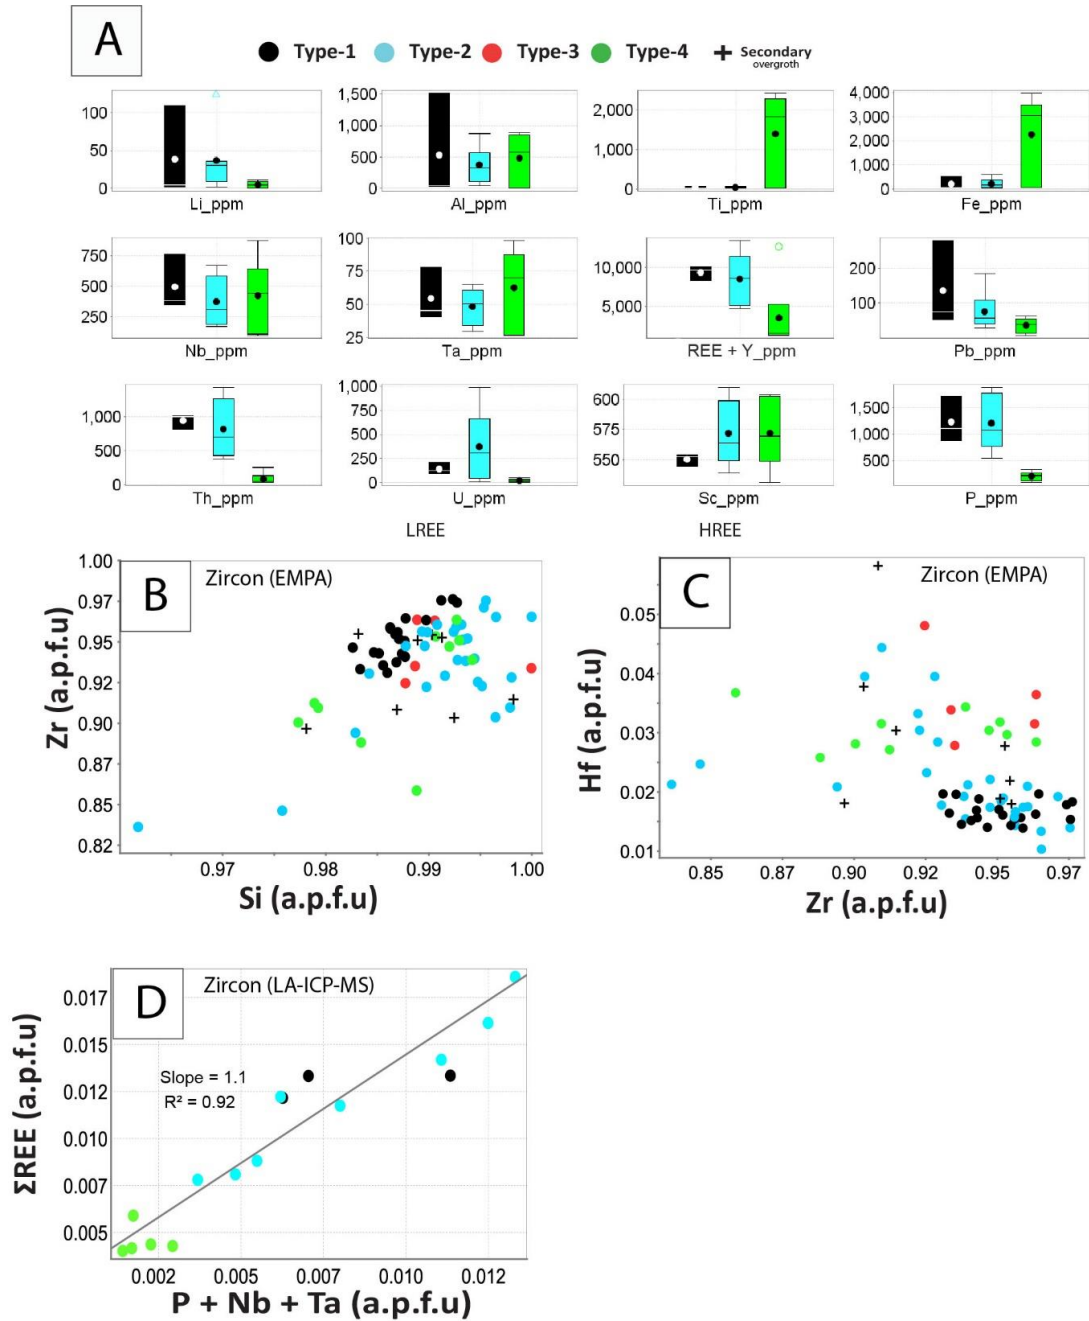 A
Type-1 Type-2 Type-3 Type-4 + Secondary
overgroth
100
50
0
Li_ppm
1,500
1,000
500
0
Al_ppm
2,000
1,000
0
Ti_ppm
4,000
3,000
2,000
1,000
0
Fe_ppm
750
500
250
Nb_ppm
100
75
50
25
Ta_ppm
10,000
5,000
REE + Y_ppm
200
100
Pb_ppm
1,000
500
0
Th_ppm
1,000
750
500
250
0
U_ppm
600
575
550
Sc_ppm
1,500
1,000
500
P_ppm
LREE HREE
B
Zircon (EMPA)
1.00
0.97
0.95
0.92
0.90
0.87
0.85
0.82
Zr (a.p.f.u)
0.97 0.98 0.99 1.00
Si (a.p.f.u)
C
Zircon (EMPA)
0.05
0.04
0.03
0.02
0.01
Hf (a.p.f.u)
0.85 0.87 0.90 0.92 0.95 0.97
Zr (a.p.f.u)
D
Zircon (LA-ICP-MS)
Slope = 1.1
R² = 0.92
0.017
0.015
0.012
0.010
0.007
0.005
ΣREE (a.p.f.u)
0.002 0.005 0.007 0.010 0.012
P + Nb + Ta (a.p.f.u)